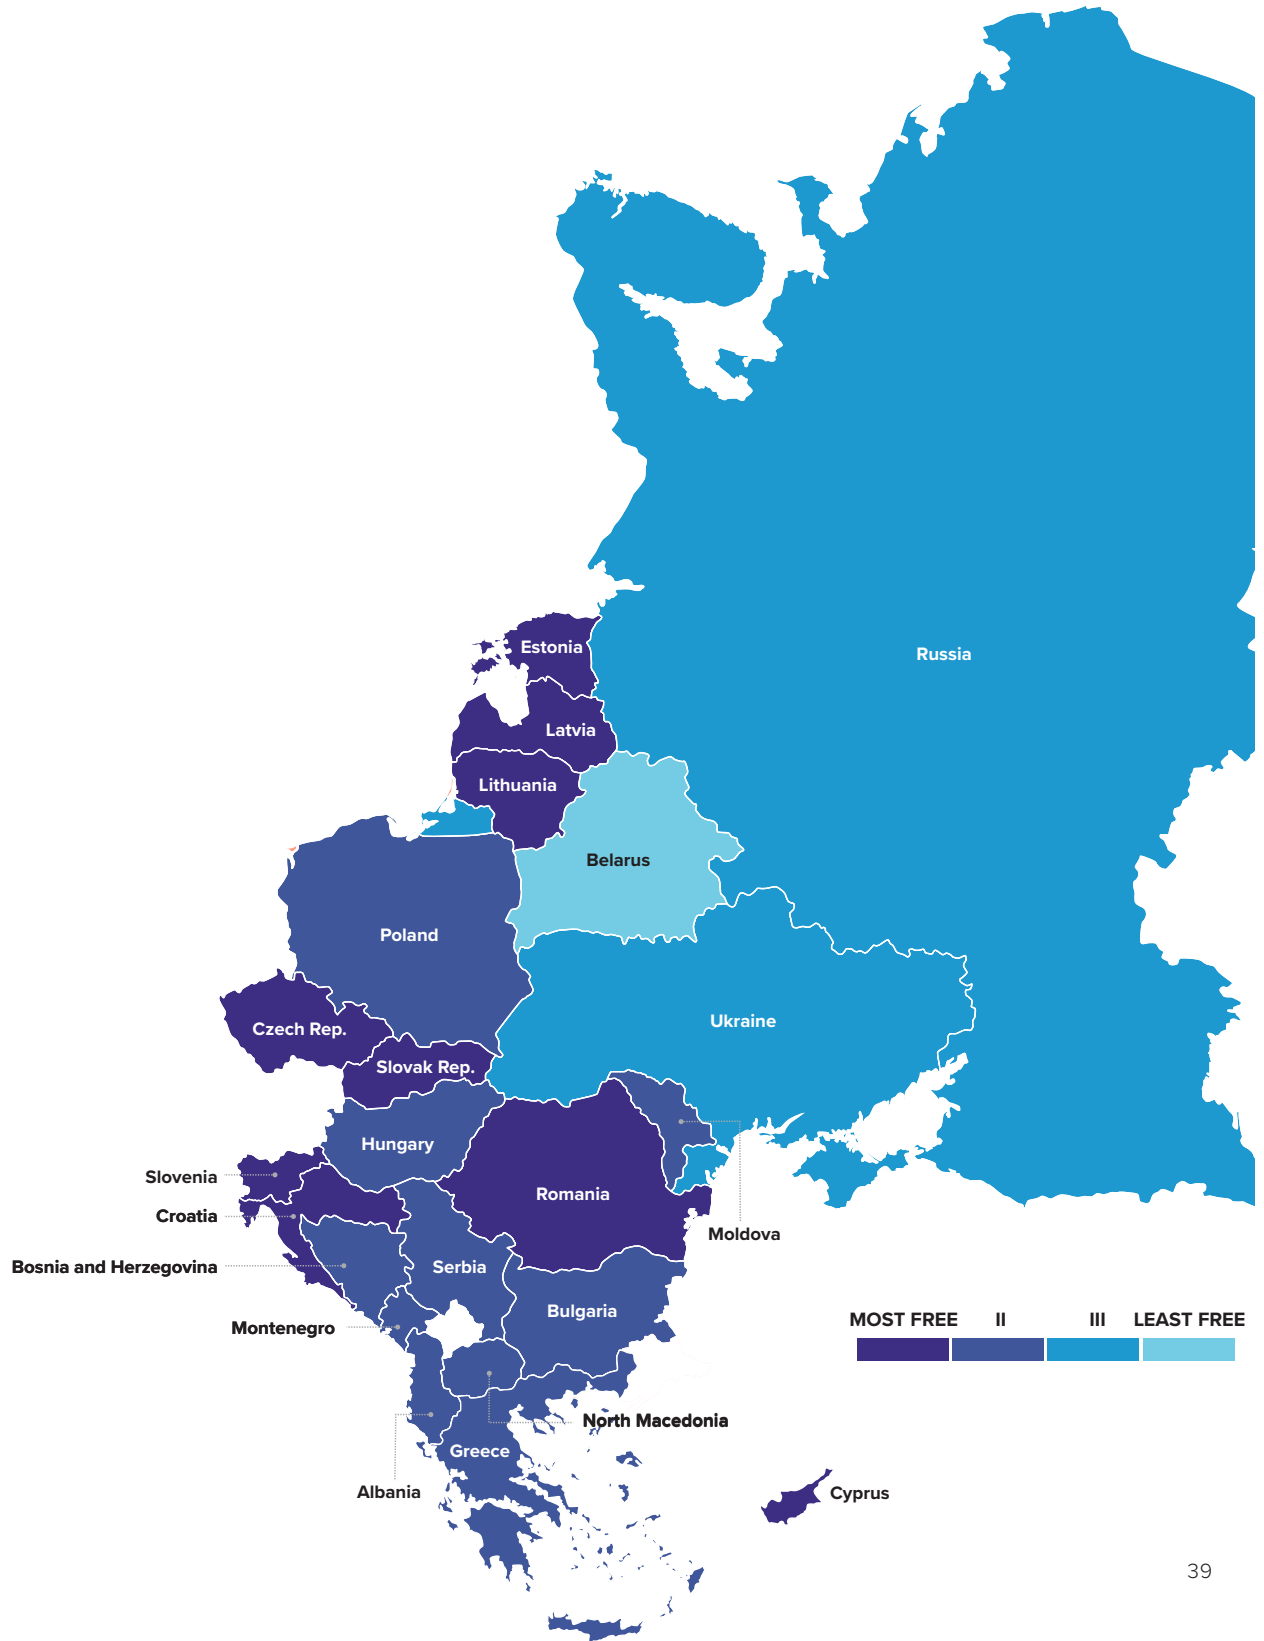 Estonia
Russia
Latvia
Lithuania
Belarus
Poland
Ukraine
Czech Rep.
Slovak Rep.
Hungary
Slovenia
Romania
Croatia
Moldova
Bosnia and Herzegovina
Serbia
Bulgaria
MOST FREE II III LEAST FREE
Montenegro
North Macedonia
Greece
Albania
Cyprus
39